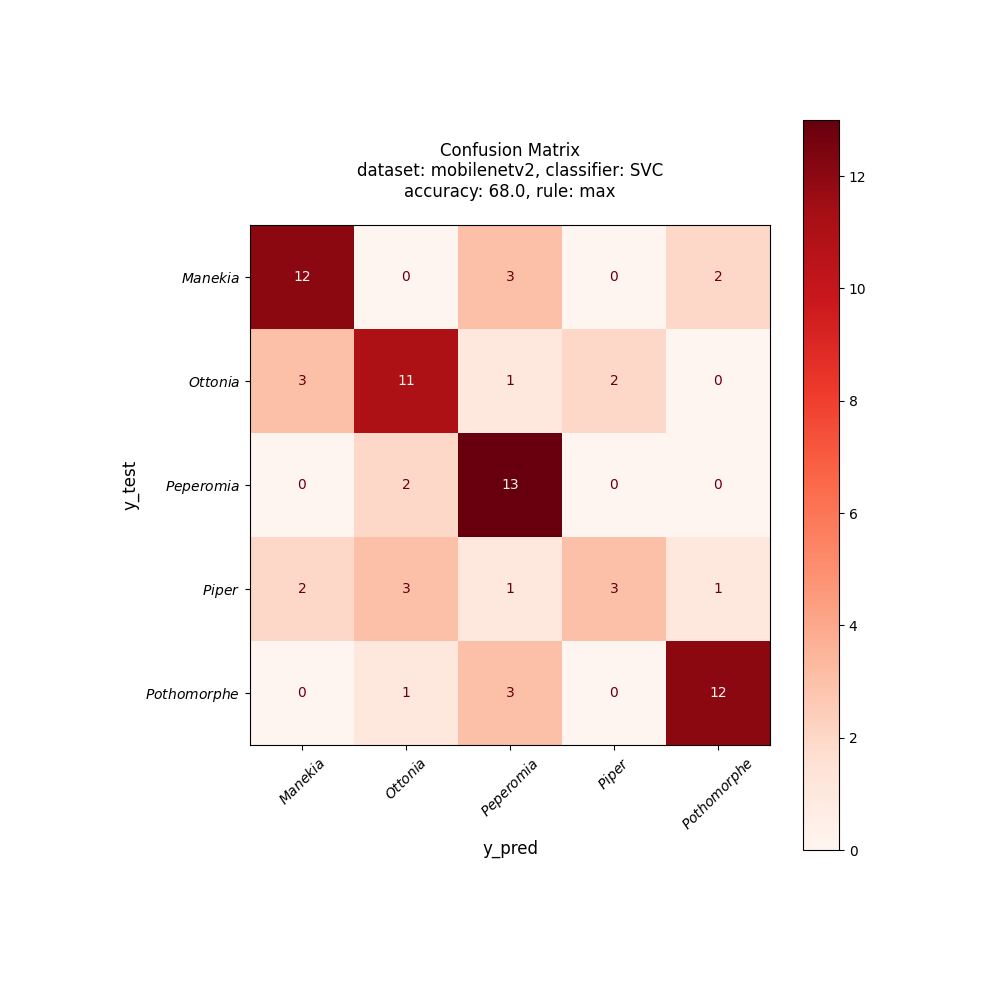 Confusion Matrix
dataset: mobilenetv2, classifier: SVC
accuracy: 68.0, rule: max
y_test
Manekia 12 0 3 0 2
Ottonia 3 11 1 2 0
Peperomia 0 2 13 0 0
Piper 2 3 1 3 1
Pothomorphe 0 1 3 0 12
Manekia Ottonia Peperomia Piper Pothomorphe
y_pred
12
10
8
6
4
2
0